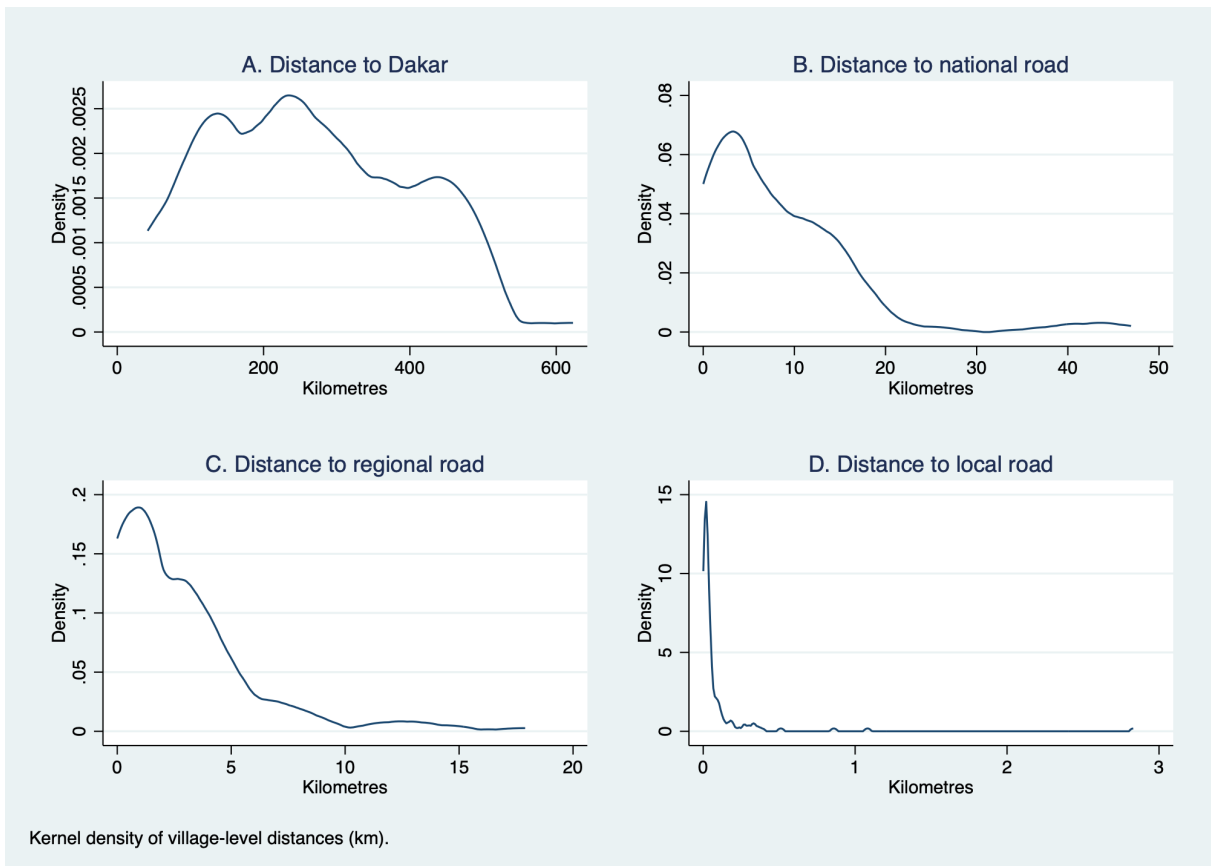 A. Distance to Dakar
Density
0 .0005 .001 .0015 .002 .0025
0 200 400 600
Kilometres
B. Distance to national road
Density
0 .02 .04 .06 .08
0 10 20 30 40 50
Kilometres
C. Distance to regional road
Density
0 .05 .1 .15 .2
0 5 10 15 20
Kilometres
D. Distance to local road
Density
0 5 10 15
0 1 2 3
Kilometres
Kernel density of village-level distances (km).